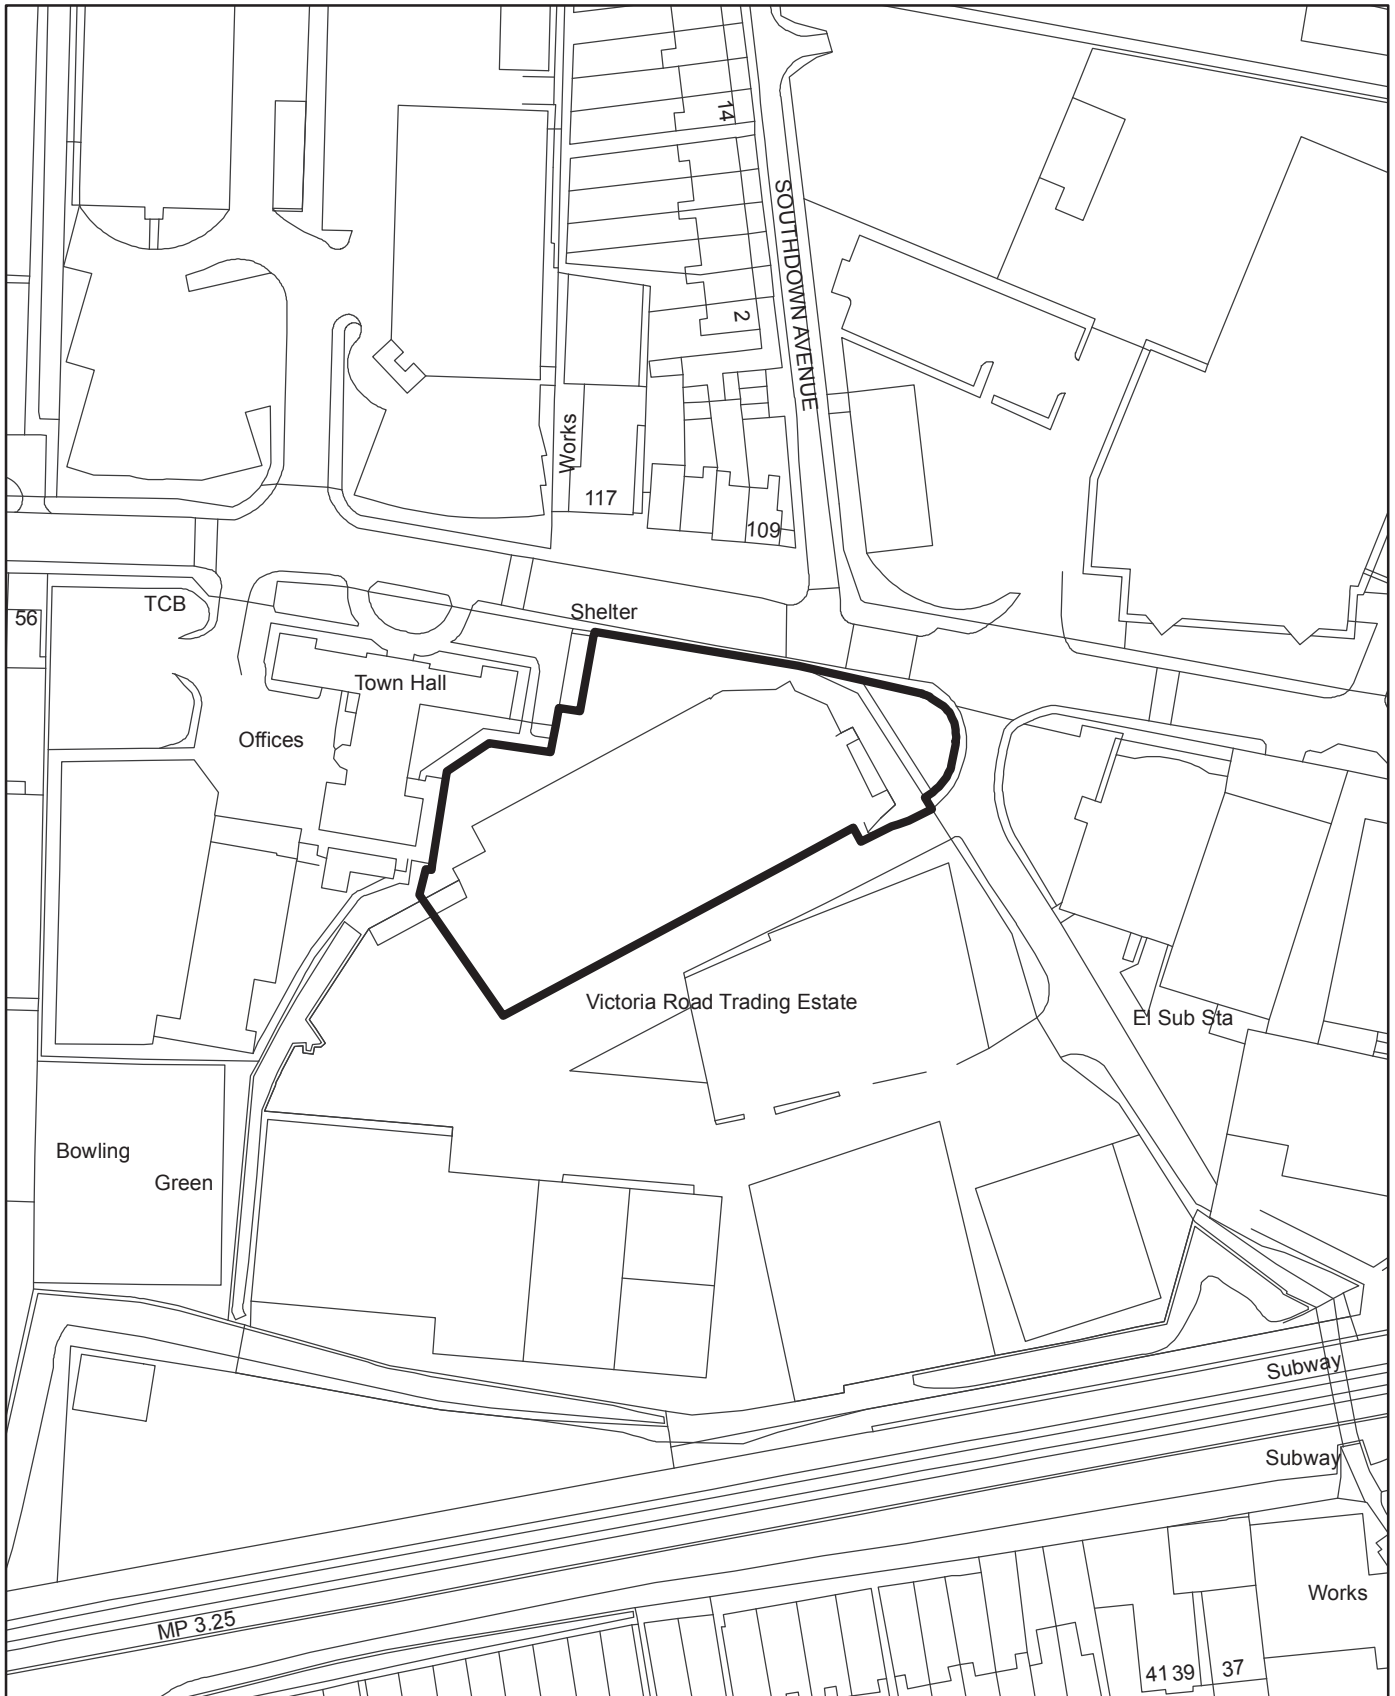 14
SOUTHDOWN AVENUE
2
Works
117
109
TCB
56
Shelter
Town Hall
Offices
Victoria Road Trading Estate
El Sub Sta
Bowling
Green
Subway
Subway
MP 3.25
Works
41 39
37